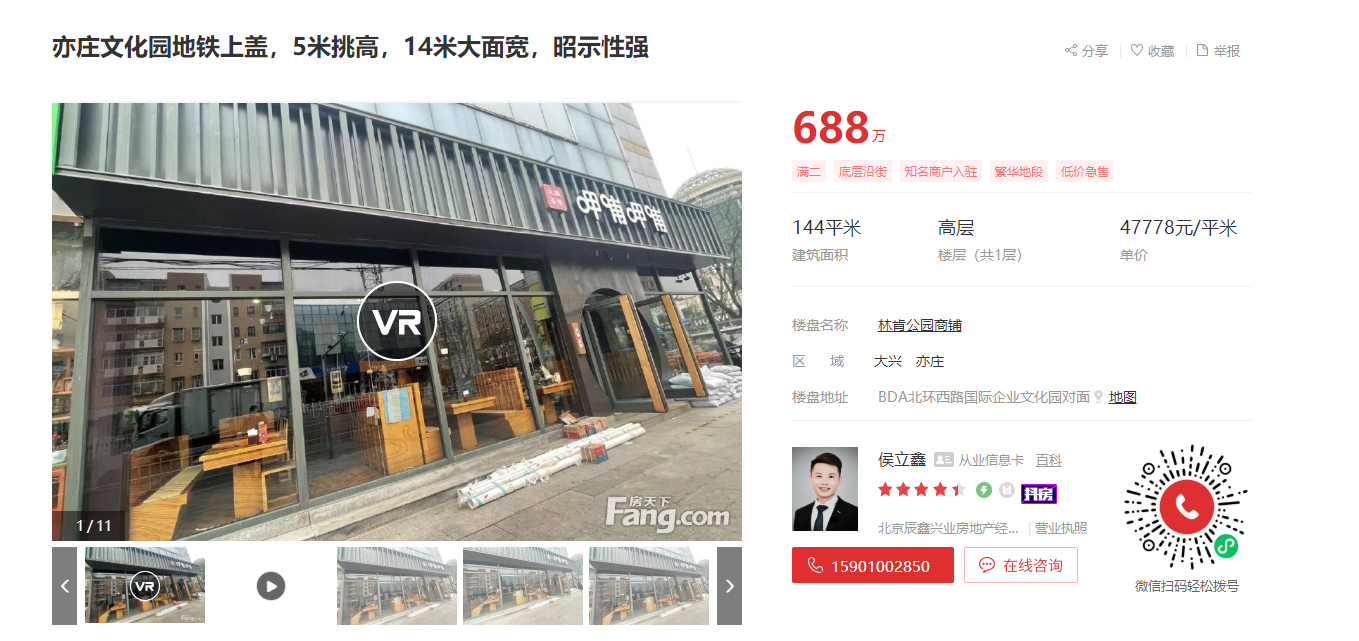 亦庄文化园地铁上盖，5米挑高，14米大面宽，昭示性强
分享 收藏 举报
呷哺呷哺
VR
房天下
Fang.com
1 / 11
VR
688万
满二 底层沿街 知名商户入驻 繁华地段 低价急售
144平米 高层 47778元/平米
建筑面积 楼层（共1层） 单价
楼盘名称 林肯公园商铺
区 域 大兴 亦庄
楼盘地址 BDA北环西路国际企业文化园对面 地图
侯立鑫 从业信息卡 百科
抖房
北京辰鑫兴业房地产经... 营业执照
15901002850 在线咨询
微信扫码轻松拨号